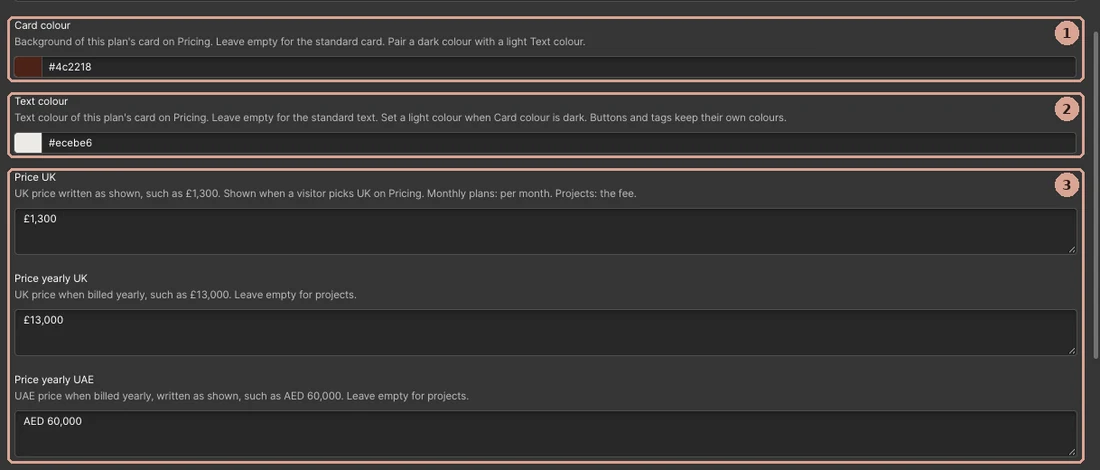 Card colour
1
Background of this plan's card on Pricing. Leave empty for the standard card. Pair a dark colour with a light Text colour.
#4c2218
Text colour
2
Text colour of this plan's card on Pricing. Leave empty for the standard text. Set a light colour when Card colour is dark. Buttons and tags keep their own colours.
#ecebe6
Price UK
3
UK price written as shown, such as £1,300. Shown when a visitor picks UK on Pricing. Monthly plans: per month. Projects: the fee.
£1,300
Price yearly UK
UK price when billed yearly, such as £13,000. Leave empty for projects.
£13,000
Price yearly UAE
UAE price when billed yearly, written as shown, such as AED 60,000. Leave empty for projects.
AED 60,000